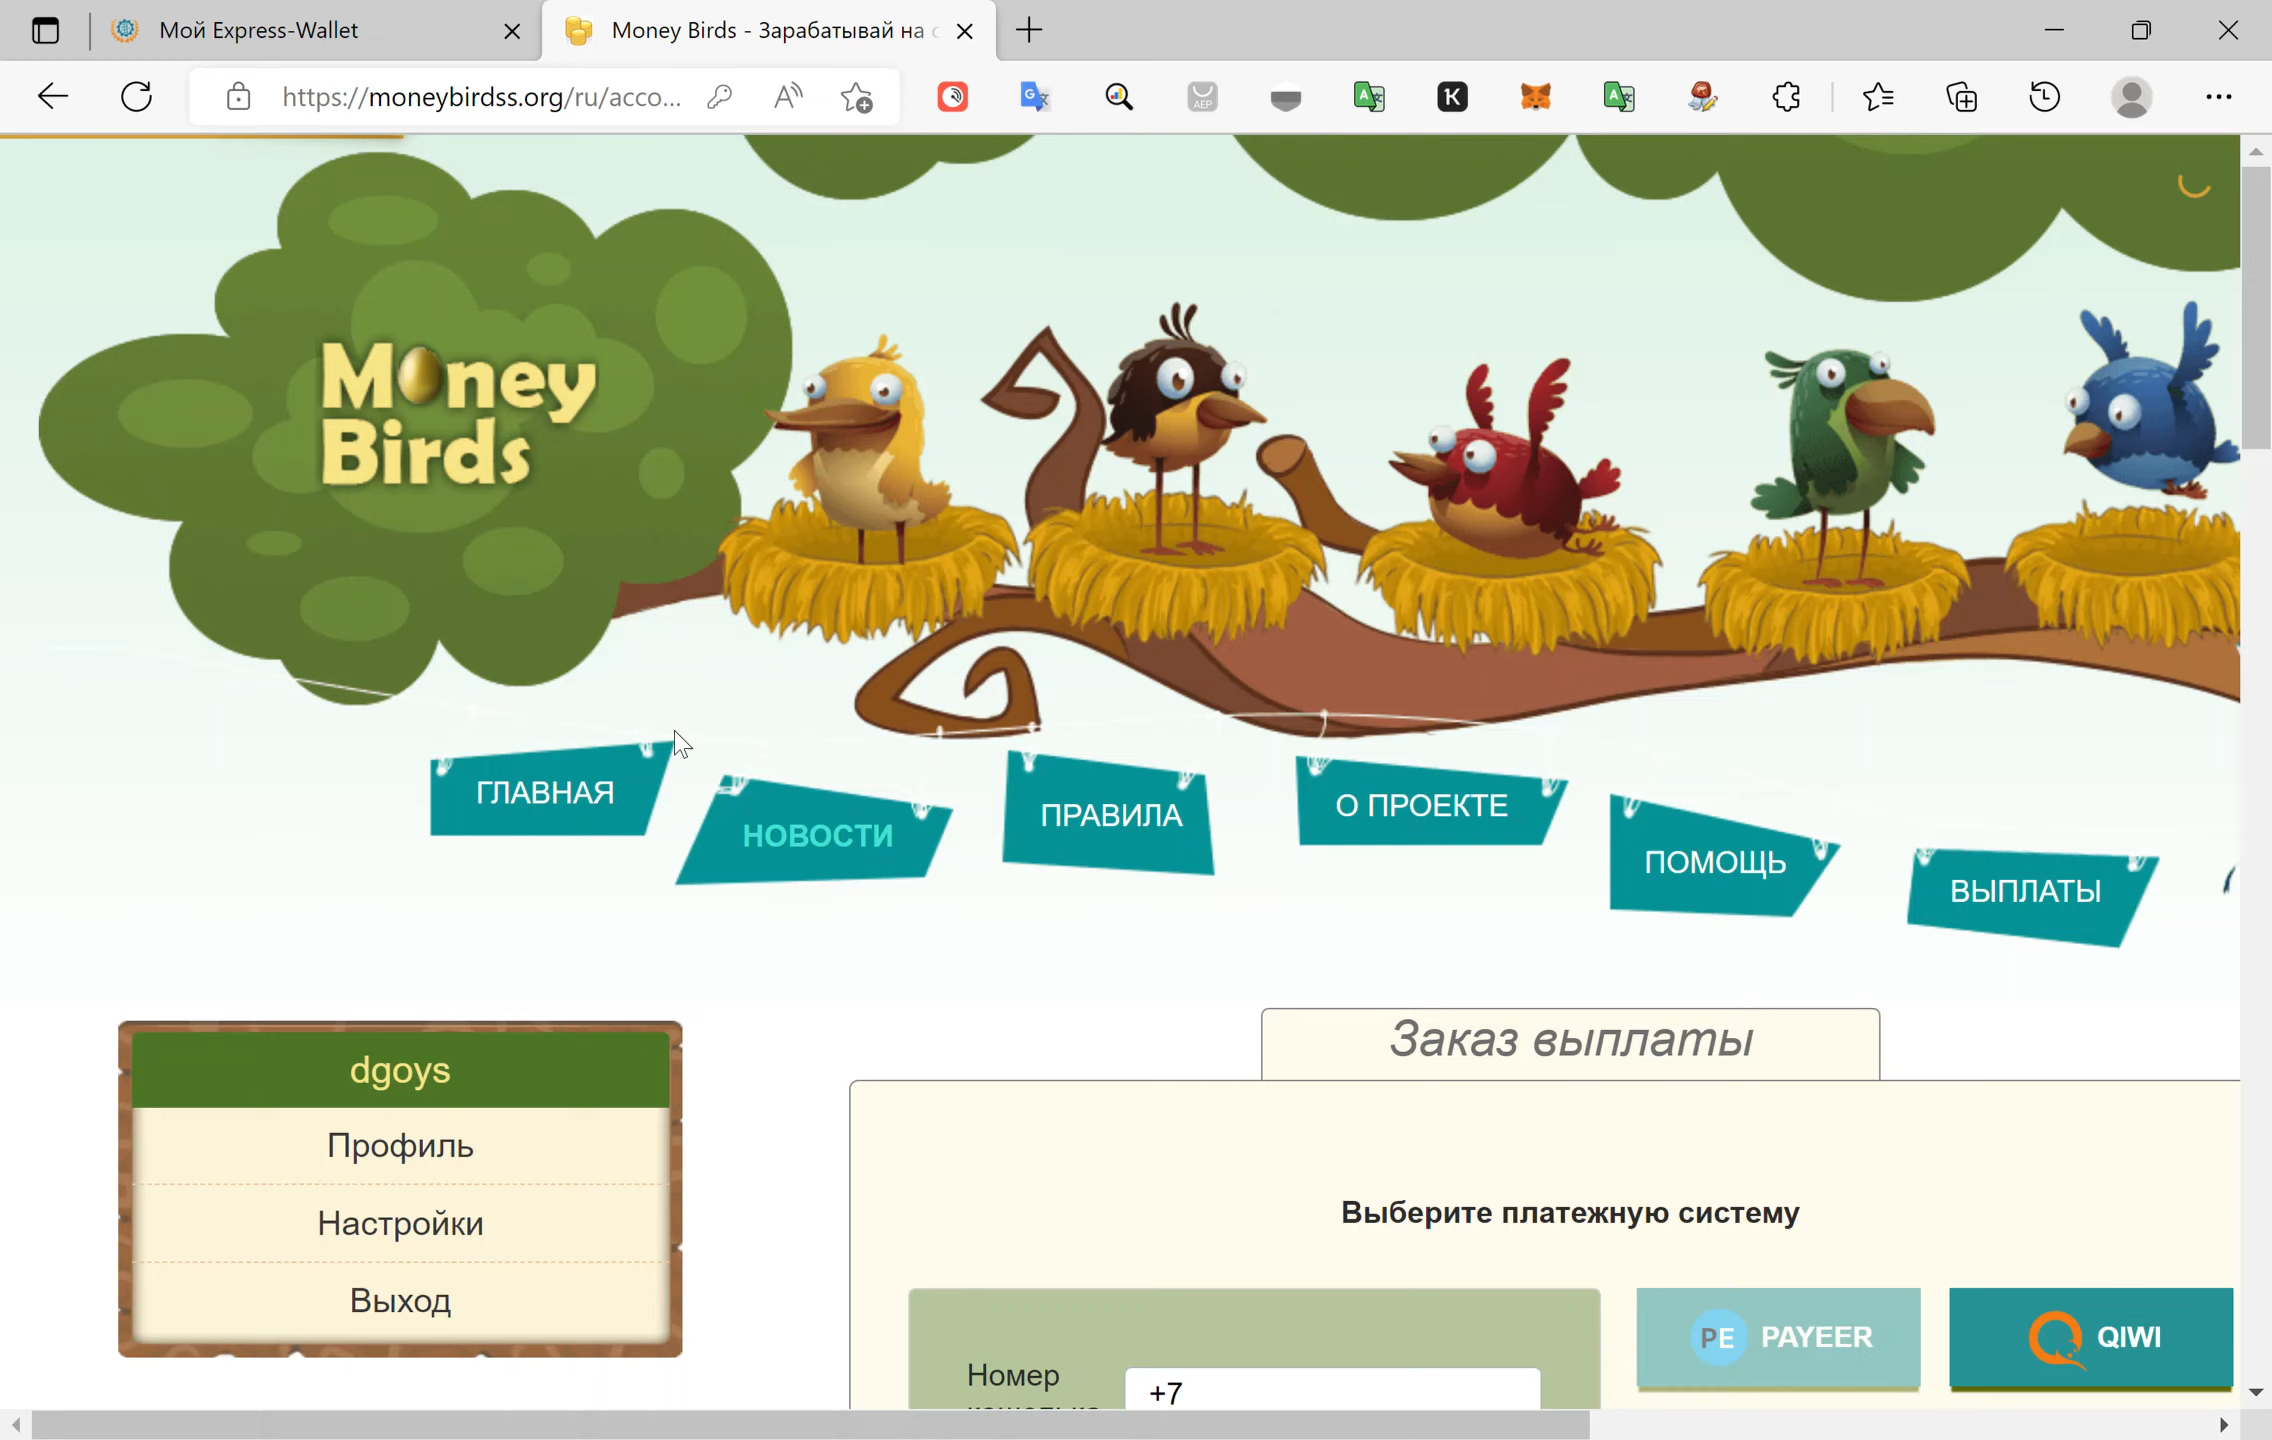 Мой Express-Wallet
Money Birds - Зарабатывай на
https://moneybirdss.org/ru/acco...
AEP
Money
Birds
ГЛАВНАЯ
НОВОСТИ
ПРАВИЛА
О ПРОЕКТЕ
ПОМОЩЬ
ВЫПЛАТЫ
dgoys
Профиль
Настройки
Выход
Заказ выплаты
Выберите платежную систему
Номер
+7
PE PAYEER
QIWI